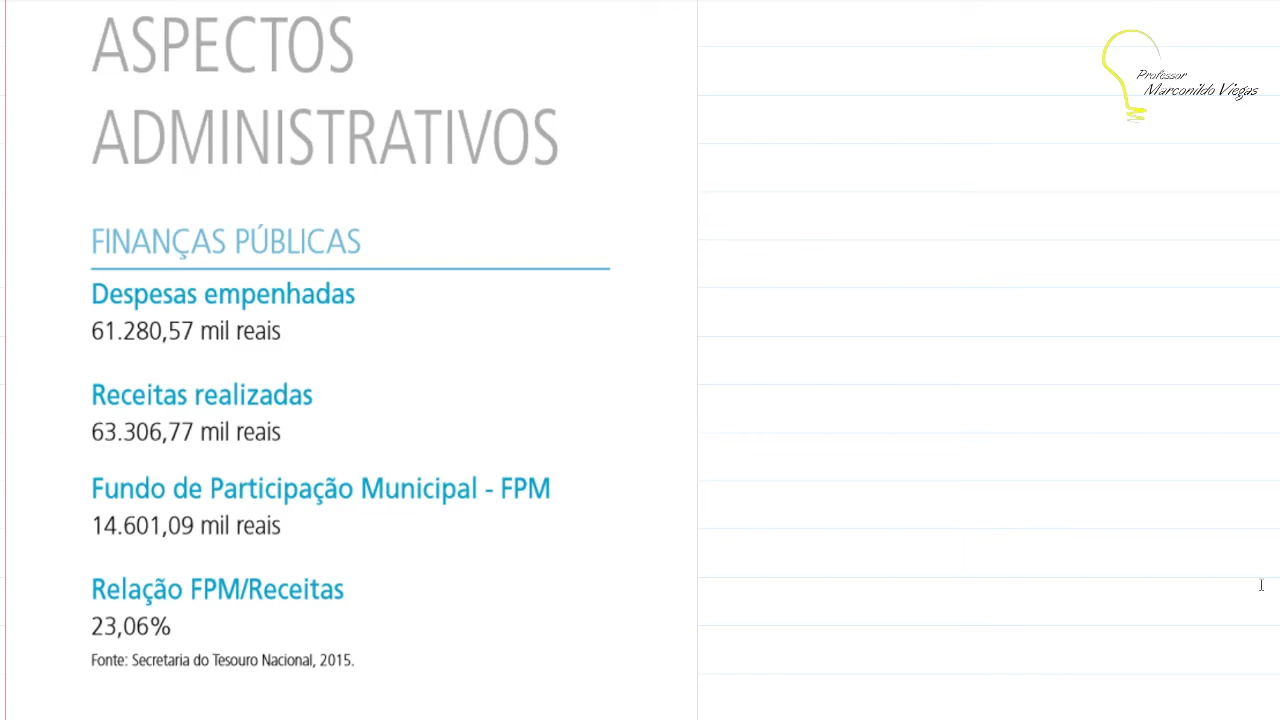 ASPECTOS
ADMINISTRATIVOS
FINANÇAS PÚBLICAS
Despesas empenhadas
61.280,57 mil reais
Receitas realizadas
63.306,77 mil reais
Fundo de Participação Municipal - FPM
14.601,09 mil reais
Relação FPM/Receitas
23,06%
Fonte: Secretaria do Tesouro Nacional, 2015.
Professor
Marconildo Viegas